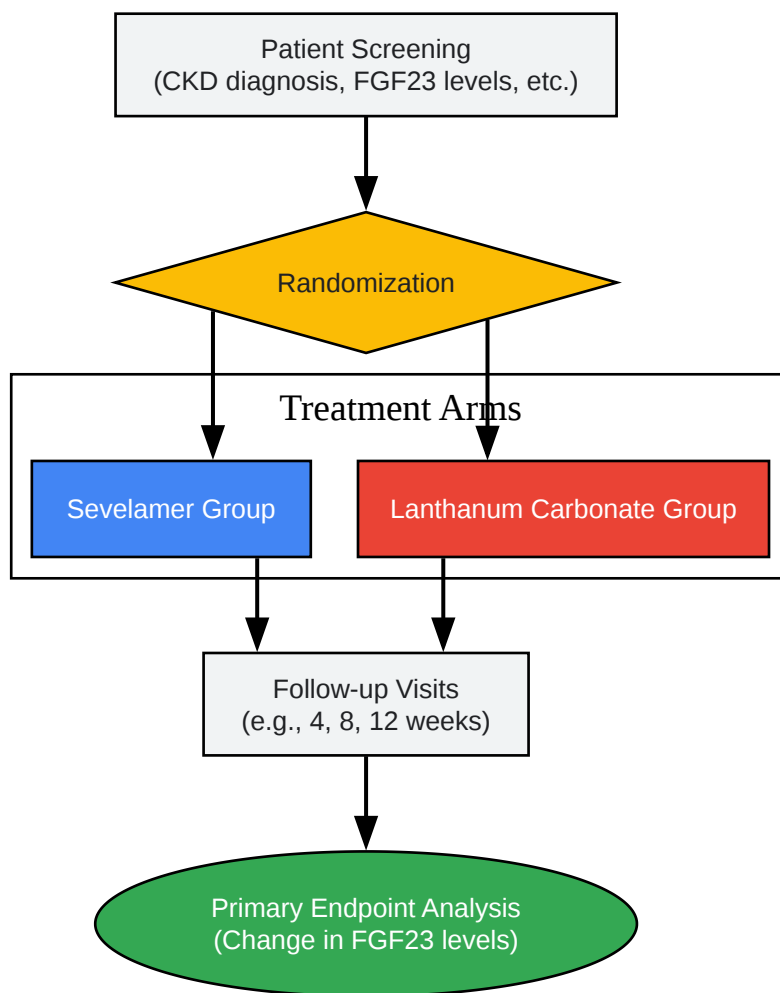 Patient Screening
(CKD diagnosis, FGF23 levels, etc.)
Randomization
Treatment Arms
Sevelamer Group
Lanthanum Carbonate Group
Follow-up Visits
(e.g., 4, 8, 12 weeks)
Primary Endpoint Analysis
(Change in FGF23 levels)